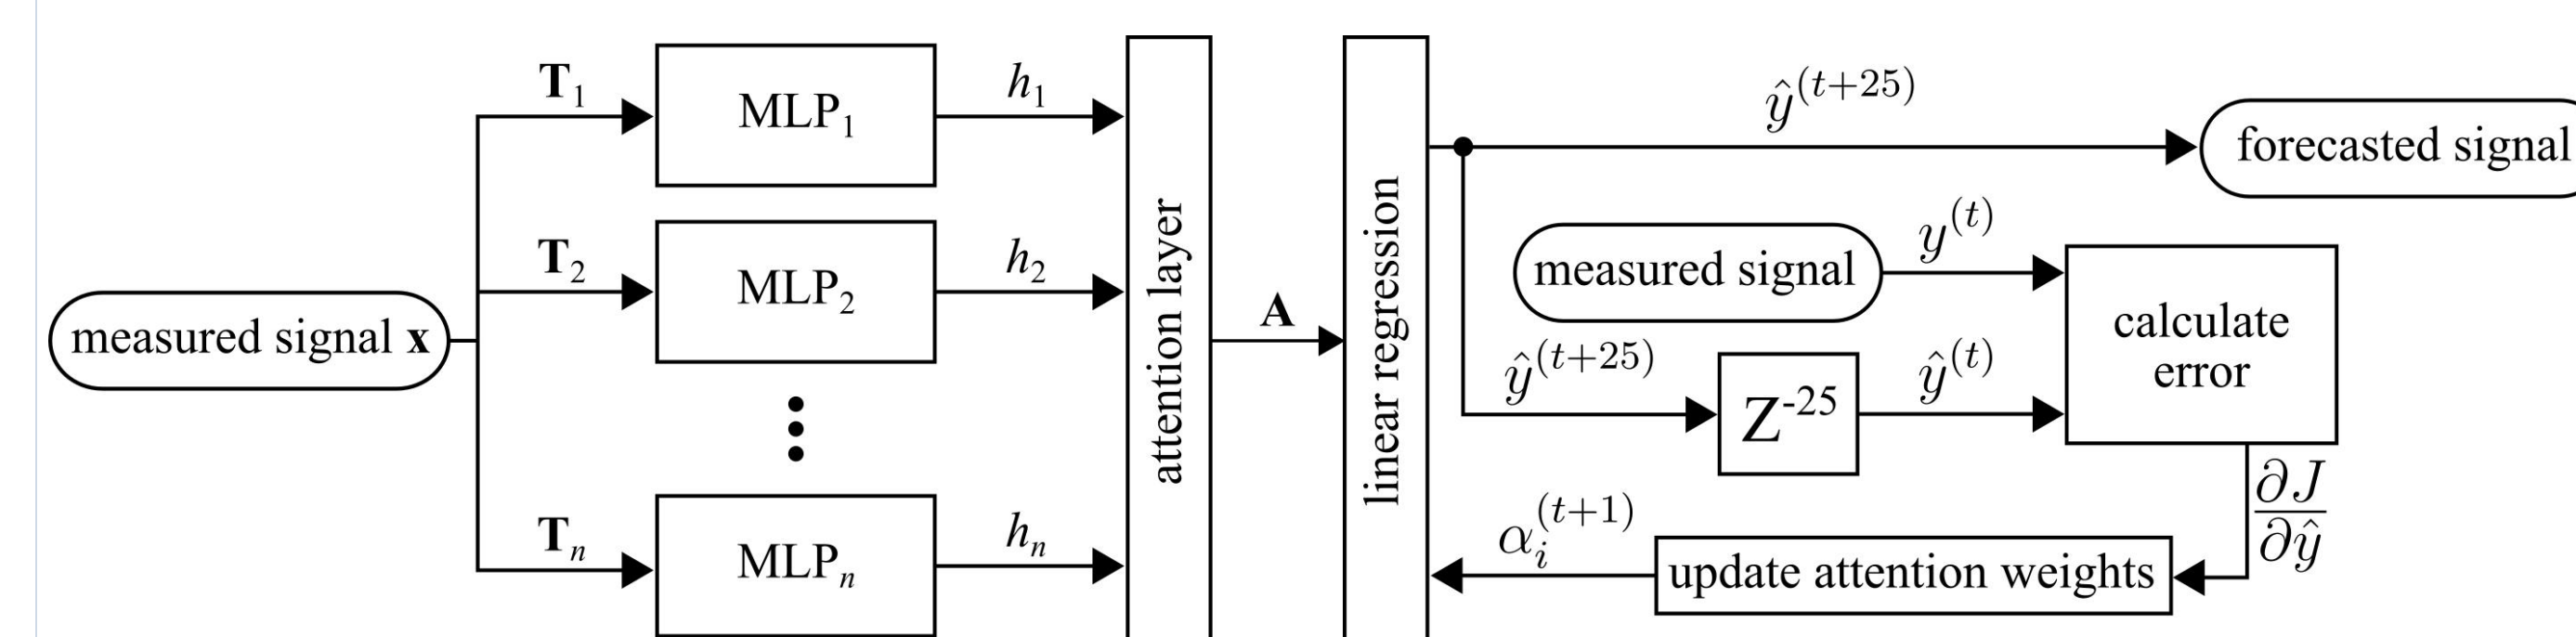 T₁
MLP₁
h₁
T₂
MLP₂
h₂
measured signal x
Tₙ
MLPₙ
hₙ
attention layer
A
linear regression
ŷ^(t+25)
forecasted signal
measured signal
y^(t)
ŷ^(t+25)
Z^-25
ŷ^(t)
calculate
error
∂J
∂ŷ
α_i^(t+1)
update attention weights